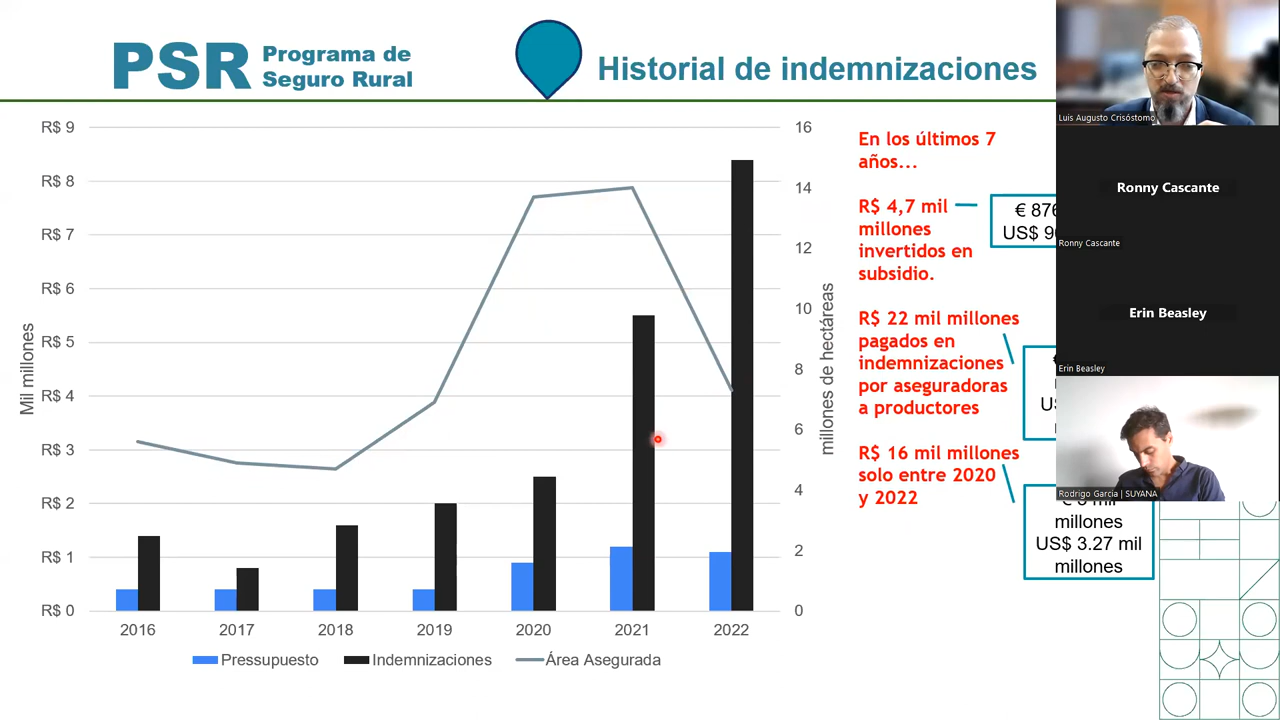 PSR
Programa de
Seguro Rural
Historial de indemnizaciones
R$ 9
R$ 8
R$ 7
R$ 6
R$ 5
R$ 4
R$ 3
R$ 2
R$ 1
R$ 0
Mil millones
16
14
12
10
8
6
4
2
0
millones de hectáreas
2016 2017 2018 2019 2020 2021 2022
Pressupuesto Indemnizaciones Área Asegurada
En los últimos 7
años...
R$ 4,7 mil
millones
invertidos en
subsidio.
R$ 22 mil millones
pagados en
indemnizaciones
por aseguradoras
a productores
R$ 16 mil millones
solo entre 2020
y 2022
€ 876
US$
millones
US$ 3.27 mil
millones
Luis Augusto Crisóstomo
Ronny Cascante
Ronny Cascante
Erin Beasley
Erin Beasley
Rodrigo Garcia | SUYANA